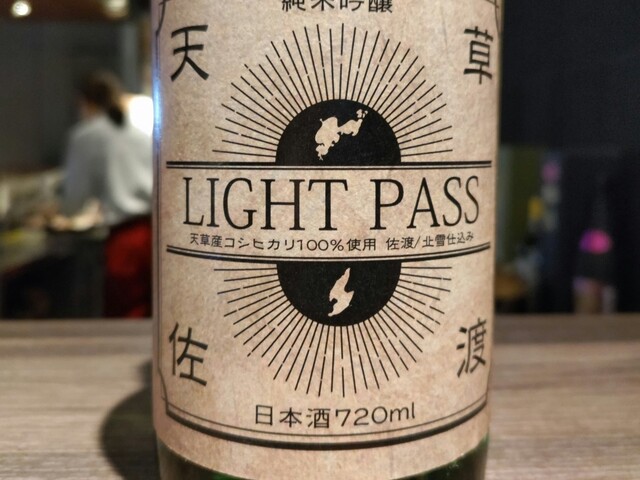 純米吟醸
天草
LIGHT PASS
天草産コシヒカリ100%使用 佐渡/北雪仕込み
佐渡
日本酒720ml